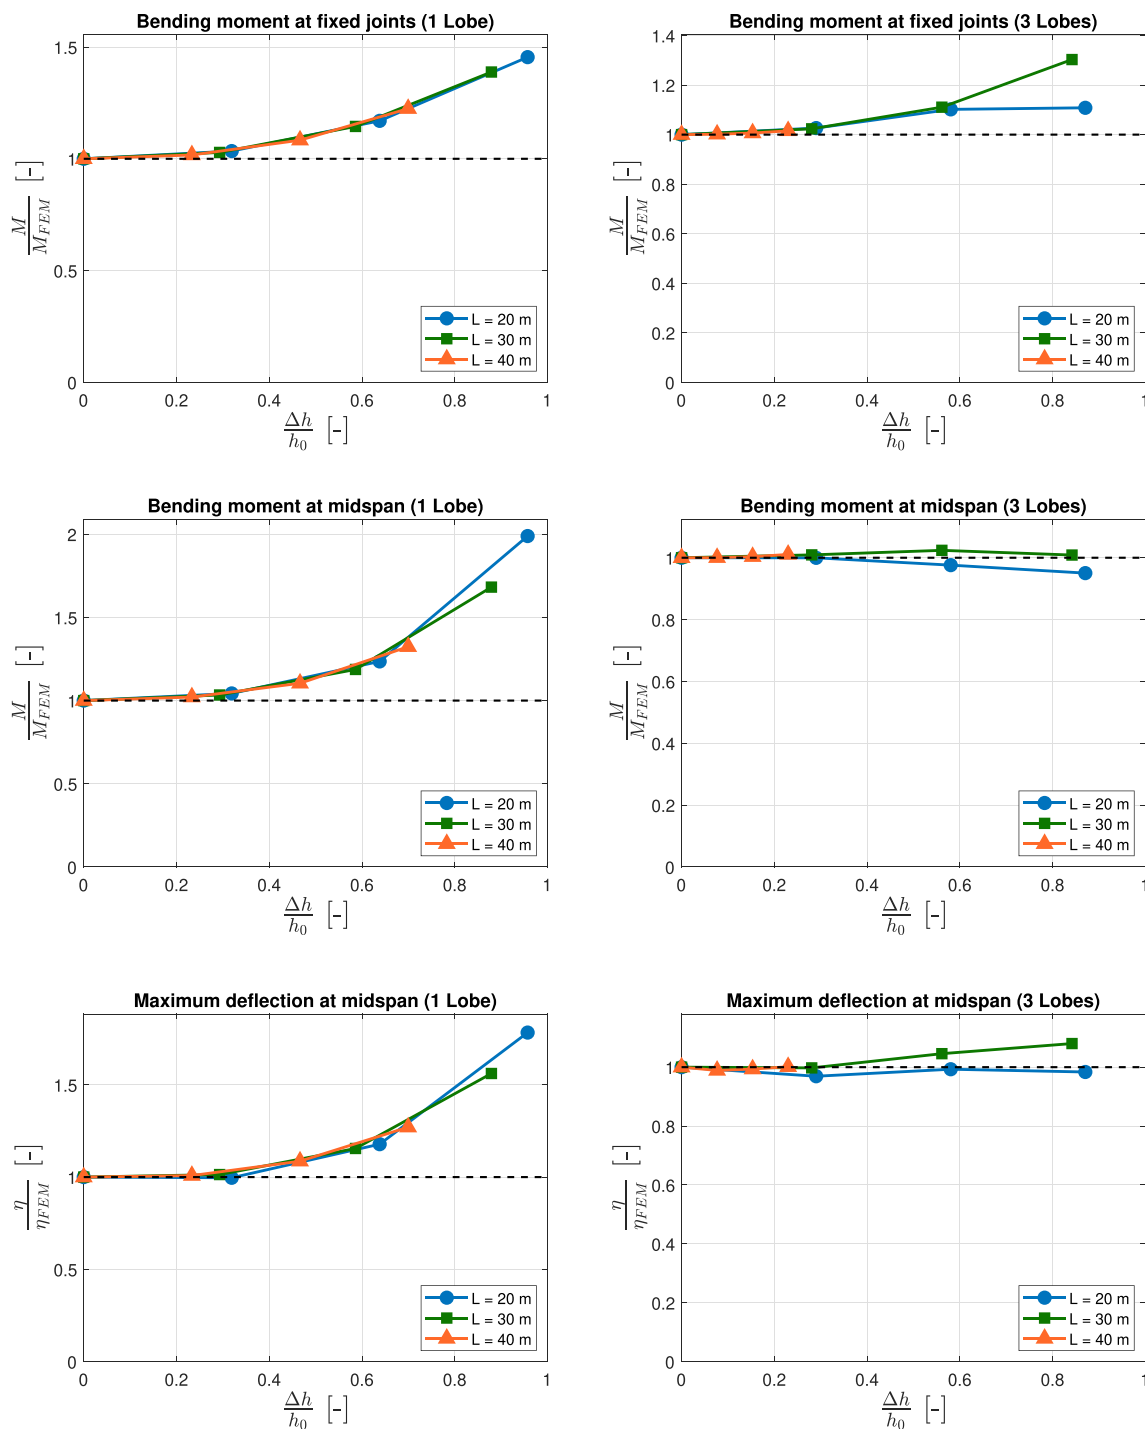 Bending moment at fixed joints (1 Lobe)
1.5
1
0.5
0
0 0.2 0.4 0.6 0.8 1
M/M_FEM [-]
Δh/h_0 [-]
L = 20 m
L = 30 m
L = 40 m
Bending moment at fixed joints (3 Lobes)
1.4
1.2
1
0.8
0.6
0.4
0.2
0
0 0.2 0.4 0.6 0.8 1
M/M_FEM [-]
Δh/h_0 [-]
L = 20 m
L = 30 m
L = 40 m
Bending moment at midspan (1 Lobe)
2
1.5
1
0.5
0
0 0.2 0.4 0.6 0.8 1
M/M_FEM [-]
Δh/h_0 [-]
L = 20 m
L = 30 m
L = 40 m
Bending moment at midspan (3 Lobes)
1
0.8
0.6
0.4
0.2
0
0 0.2 0.4 0.6 0.8 1
M/M_FEM [-]
Δh/h_0 [-]
L = 20 m
L = 30 m
L = 40 m
Maximum deflection at midspan (1 Lobe)
1.5
1
0.5
0
0 0.2 0.4 0.6 0.8 1
η/η_FEM [-]
Δh/h_0 [-]
L = 20 m
L = 30 m
L = 40 m
Maximum deflection at midspan (3 Lobes)
1
0.8
0.6
0.4
0.2
0
0 0.2 0.4 0.6 0.8 1
η/η_FEM [-]
Δh/h_0 [-]
L = 20 m
L = 30 m
L = 40 m